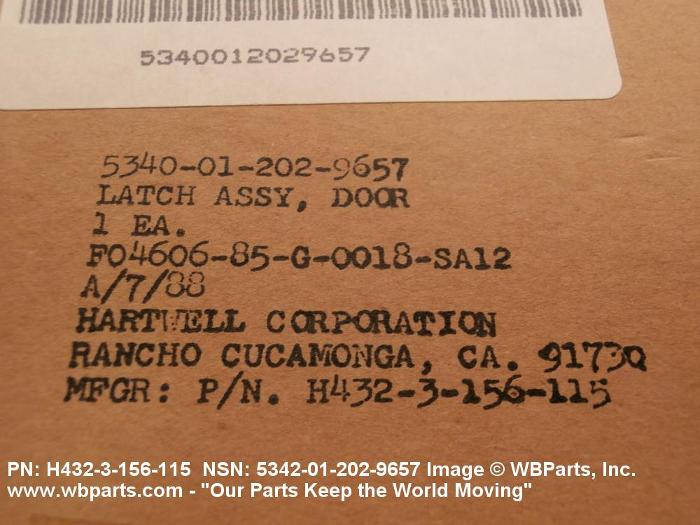 5340012029657
5340-01-202-9657
LATCH ASSY, DOOR
1 EA.
F04606-85-G-0018-SA12
A/7/88
HARTWELL CORPORATION
RANCHO CUCAMONGA, CA. 91730
MFGR: P/N. H432-3-156-115
PN: H432-3-156-115 NSN: 5342-01-202-9657 Image © WBParts, Inc.
www.wbparts.com - "Our Parts Keep the World Moving"